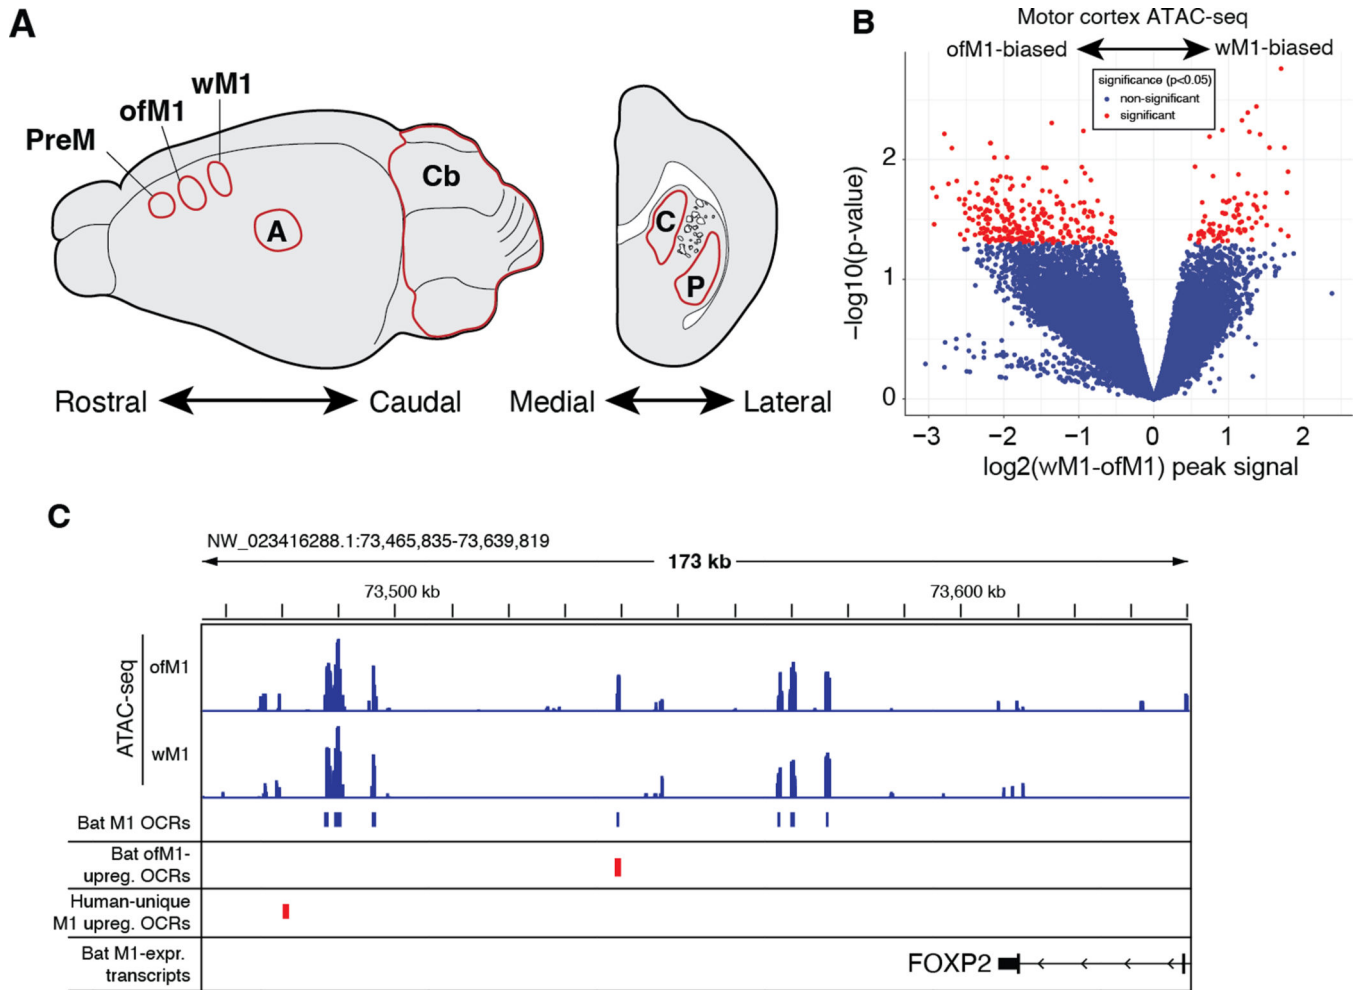 A
PreM
ofM1
wM1
A
Cb
C
P
Rostral
Caudal
Medial
Lateral
B
Motor cortex ATAC-seq
ofM1-biased
wM1-biased
significance (p<0.05)
non-significant
significant
−log10(p-value)
2
1
0
−3
−2
−1
0
1
2
log2(wM1-ofM1) peak signal
C
NW_023416288.1:73,465,835-73,639,819
173 kb
73,500 kb
73,600 kb
ATAC-seq
ofM1
wM1
Bat M1 OCRs
Bat ofM1-
upreg. OCRs
Human-unique
M1 upreg. OCRs
Bat M1-expr.
transcripts
FOXP2